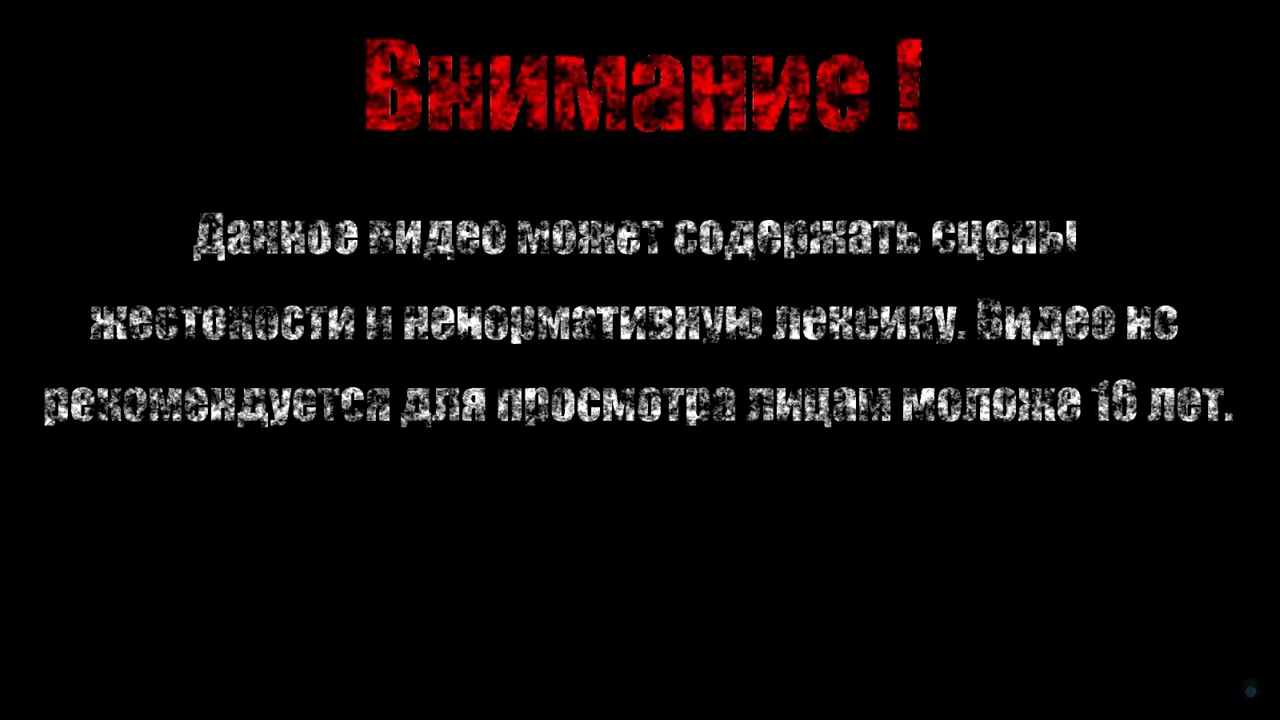 Внимание !
Данное видео может содержать сцены
жестокости и ненормативную лексику. Видео не
рекомендуется для просмотра лицам моложе 16 лет.